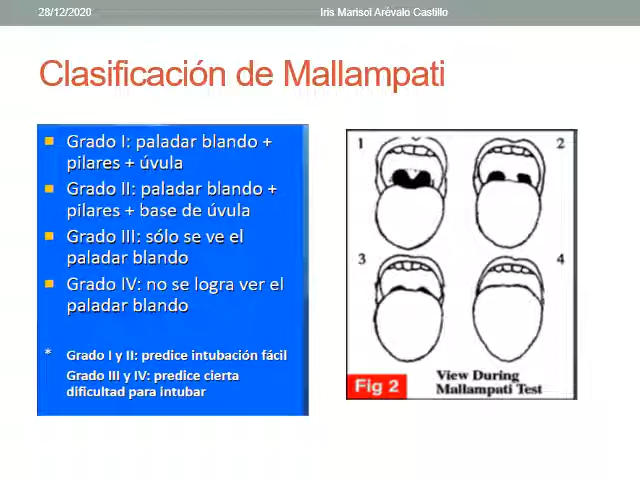 28/12/2020
Iris Marisol Arévalo Castillo
Clasificación de Mallampati
Grado I: paladar blando +
pilares + úvula
Grado II: paladar blando +
pilares + base de úvula
Grado III: sólo se ve el
paladar blando
Grado IV: no se logra ver el
paladar blando
* Grado I y II: predice intubación fácil
Grado III y IV: predice cierta
dificultad para intubar
1
2
3
4
Fig 2
View During
Mallampati Test